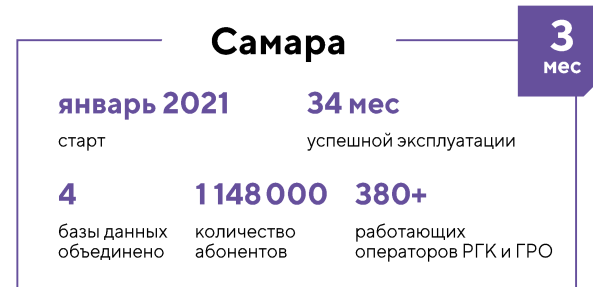 Самара
3
мес
январь 2021
старт
34 мес
успешной эксплуатации
4
базы данных
объединено
1 148 000
количество
абонентов
380+
работающих
операторов РГК и ГРО